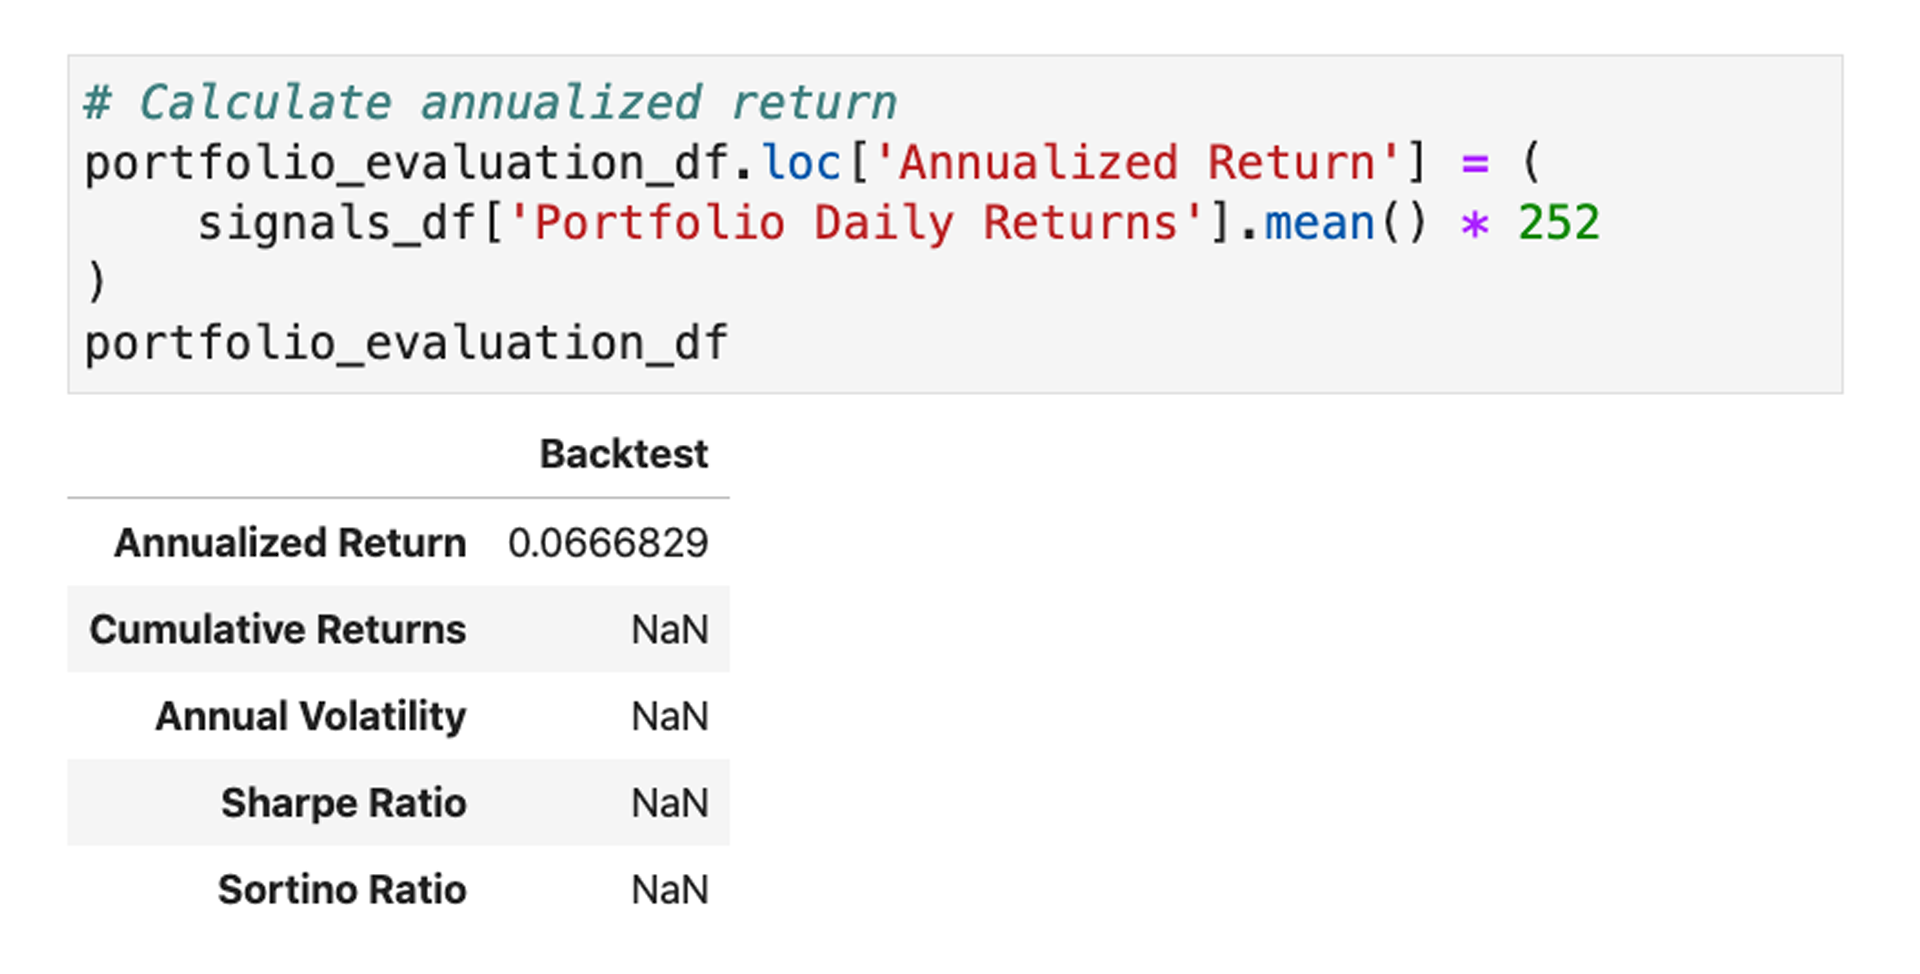 # Calculate annualized return
portfolio_evaluation_df.loc['Annualized Return'] = (
    signals_df['Portfolio Daily Returns'].mean() * 252
)
portfolio_evaluation_df
Backtest
Annualized Return 0.0666829
Cumulative Returns NaN
Annual Volatility NaN
Sharpe Ratio NaN
Sortino Ratio NaN